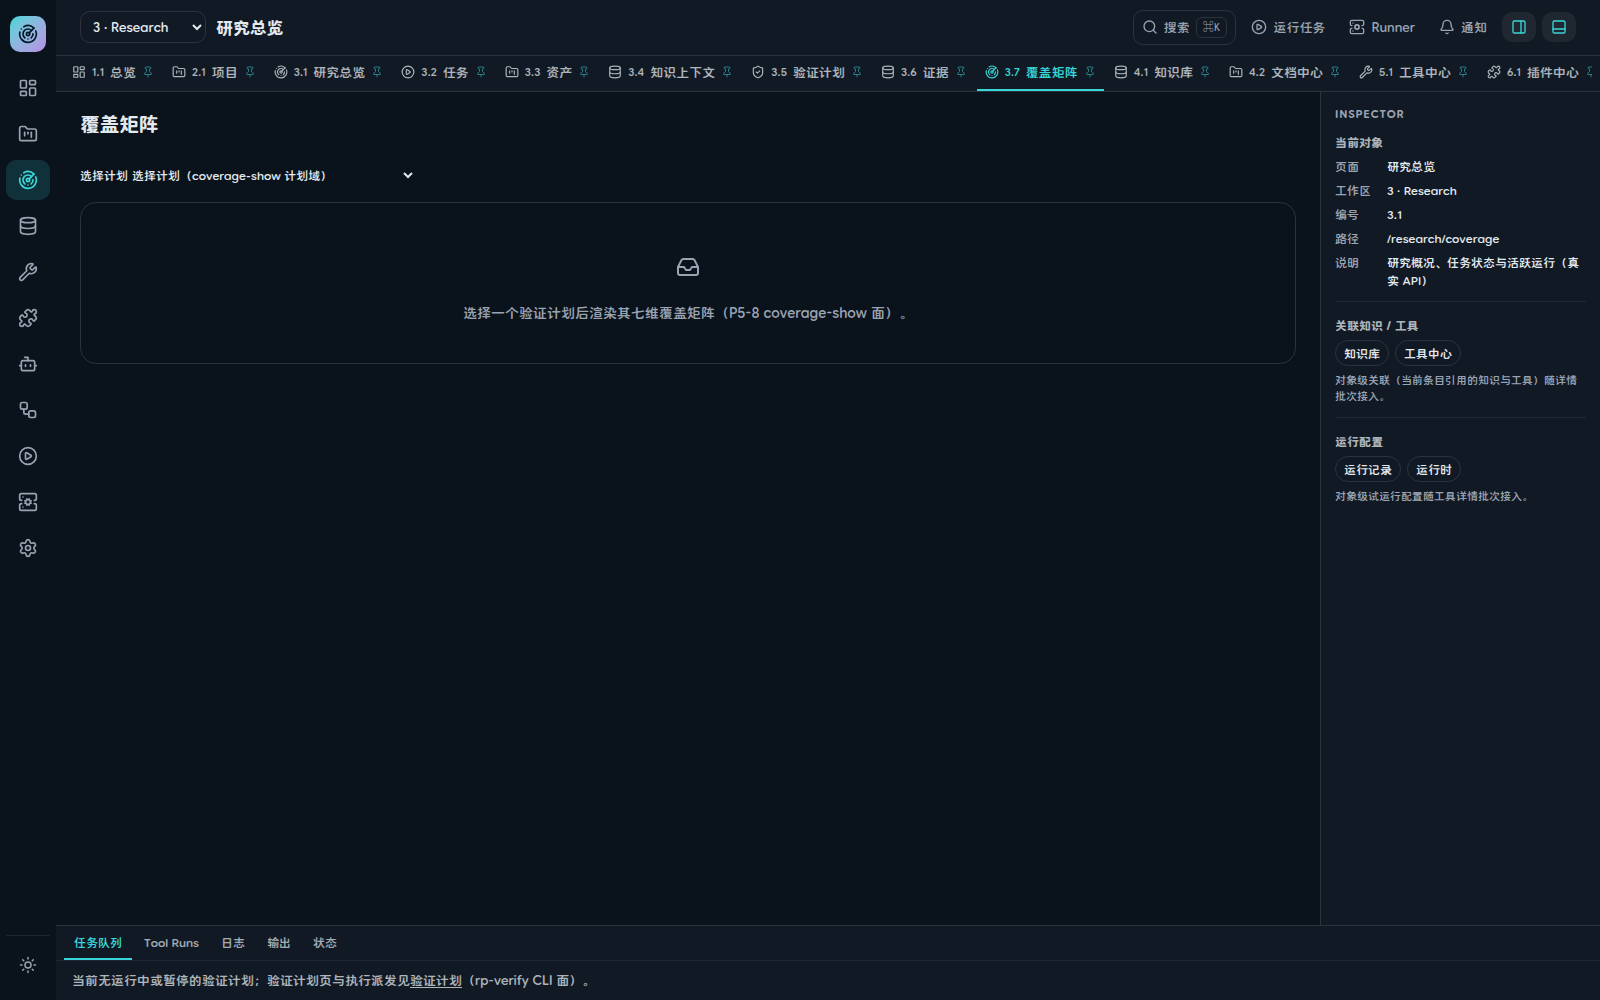 3 · Research
研究总览
搜索 ⌘K
运行任务
Runner
通知
1.1 总览
2.1 项目
3.1 研究总览
3.2 任务
3.3 资产
3.4 知识上下文
3.5 验证计划
3.6 证据
3.7 覆盖矩阵
4.1 知识库
4.2 文档中心
5.1 工具中心
6.1 插件中心
覆盖矩阵
选择计划 选择计划（coverage-show 计划域）
选择一个验证计划后渲染其七维覆盖矩阵（P5-8 coverage-show 面）。
INSPECTOR
当前对象
页面 研究总览
工作区 3 · Research
编号 3.1
路径 /research/coverage
说明 研究概况、任务状态与活跃运行（真
实 API）
关联知识 / 工具
知识库 工具中心
对象级关联（当前条目引用的知识与工具）随详情
批次接入。
运行配置
运行记录 运行时
对象级试运行配置随工具详情批次接入。
任务队列 Tool Runs 日志 输出 状态
当前无运行中或暂停的验证计划；验证计划页与执行派发见验证计划（rp-verify CLI 面）。